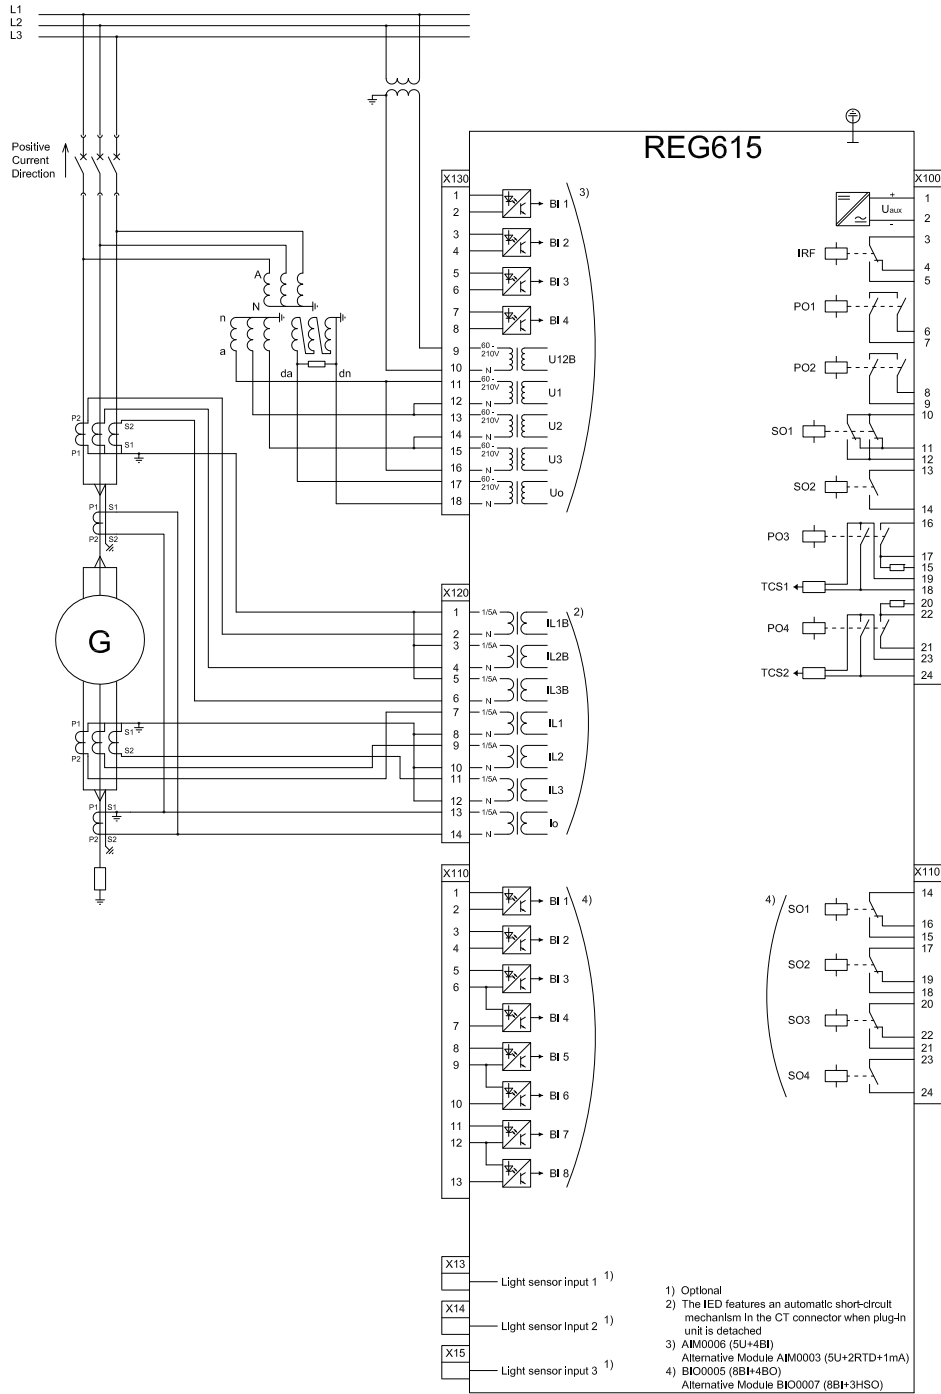 L1
L2
L3
Positive
Current
Direction
REG615
A
N
n
a
da
dn
P2
S2
S1
P1
P1 S1
P2 S2
G
P1
S1
S2
P2
P1 S1
P2 S2
X130
1
2
BI 1
3)
3
4
BI 2
5
6
BI 3
7
8
BI 4
9
60 -
210V
10
N
U12B
11
60 -
210V
12
N
U1
13
60 -
210V
14
N
U2
15
60 -
210V
16
N
U3
17
60 -
210V
18
N
Uo
X120
1
1/5A
2
N
IL1B
2)
3
1/5A
4
N
IL2B
5
1/5A
6
N
IL3B
7
1/5A
8
N
IL1
9
1/5A
10
N
IL2
11
1/5A
12
N
IL3
13
1/5A
14
N
Io
X110
1
2
BI 1
4)
3
4
BI 2
5
6
BI 3
7
BI 4
8
9
BI 5
10
BI 6
11
12
BI 7
13
BI 8
X13
Light sensor input 1 1)
X14
Light sensor input 2 1)
X15
Light sensor input 3 1)
X100
+
Uaux
-
1
2
IRF
3
4
5
PO1
6
7
PO2
8
9
SO1
10
11
12
SO2
13
14
PO3
16
17
15
19
TCS1
18
20
22
PO4
21
23
TCS2
24
X110
4)
SO1
14
16
15
SO2
17
19
18
SO3
20
22
21
SO4
23
24
1) Optional
2) The IED features an automatic short-circuit
mechanism in the CT connector when plug-in
unit is detached
3) AIM0006 (5U+4BI)
Alternative Module AIM0003 (5U+2RTD+1mA)
4) BIO0005 (8BI+4BO)
Alternative Module BIO0007 (8BI+3HSO)